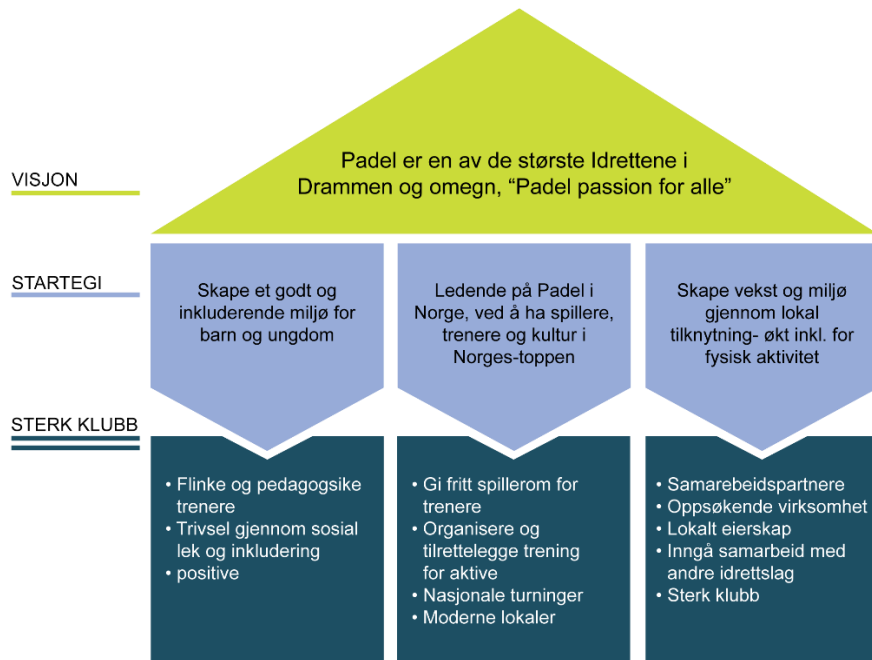 Padel er en av de største Idrettene i
Drammen og omegn, “Padel passion for alle”
VISJON
STARTEGI
Skape et godt og
inkluderende miljø for
barn og ungdom
Ledende på Padel i
Norge, ved å ha spillere,
trenere og kultur i
Norges-toppen
Skape vekst og miljø
gjennom lokal
tilknytning- økt inkl. for
fysisk aktivitet
STERK KLUBB
• Flinke og pedagogsike
trenere
• Trivsel gjennom sosial
lek og inkludering
• positive
• Gi fritt spillerom for
trenere
• Organisere og
tilrettelegge trening
for aktive
• Nasjonale turninger
• Moderne lokaler
• Samarebeidspartnere
• Oppsøkende virksomhet
• Lokalt eierskap
• Inngå samarbeid med
andre idrettslag
• Sterk klubb